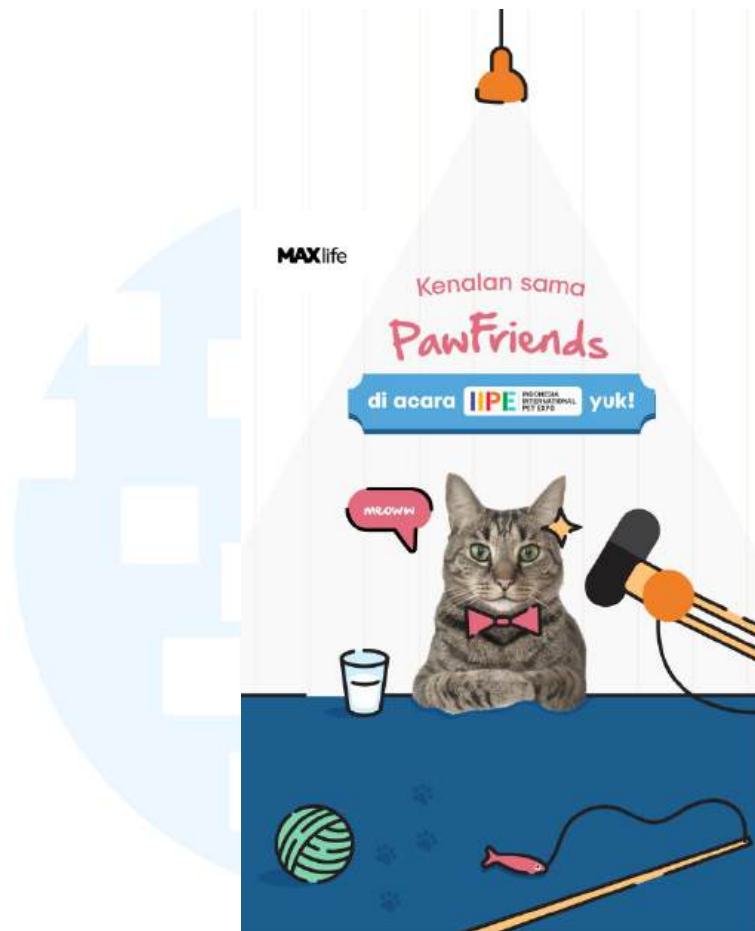 MAXlife
Kenalan sama
PawFriends
di acara IIPE INDONESIA INTERNATIONAL PET EXPO yuk!
meoww